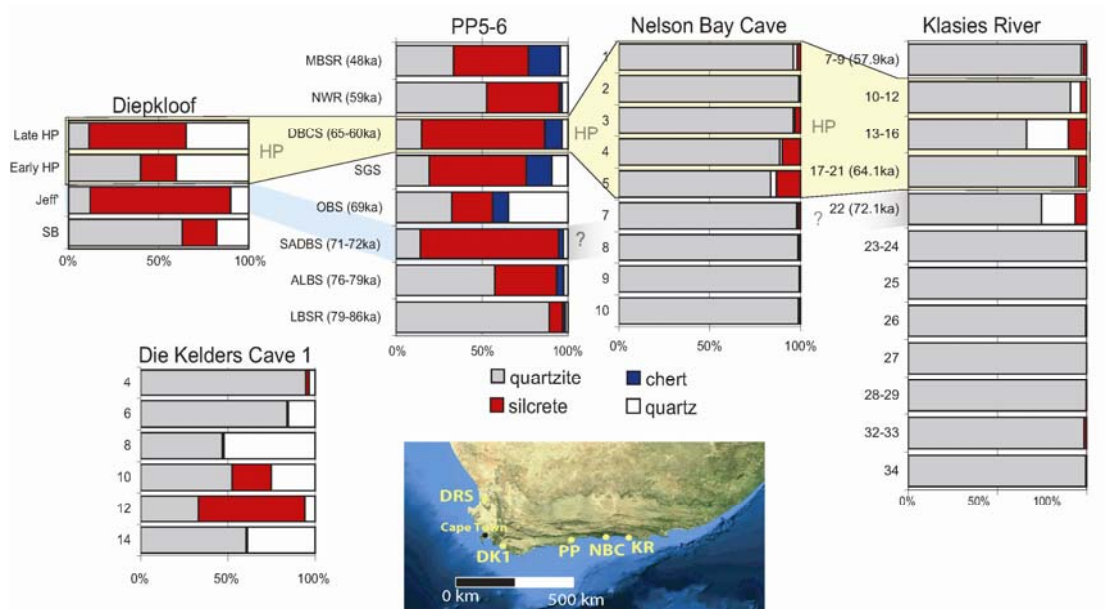 Diepkloof
Late HP
Early HP
Jeff'
SB
0% 50% 100%
HP
PP5-6
MBSR (48ka)
NWR (59ka)
DBCS (65-60ka)
SGS
OBS (69ka)
SADBS (71-72ka)
ALBS (76-79ka)
LBSR (79-86ka)
0% 50% 100%
HP
?
Nelson Bay Cave
1
2
3
4
5
7
8
9
10
0% 50% 100%
HP
?
Klasies River
7-9 (57.9ka)
10-12
13-16
17-21 (64.1ka)
22 (72.1ka)
23-24
25
26
27
28-29
32-33
34
0% 50% 100%
Die Kelders Cave 1
4
6
8
10
12
14
0% 50% 100%
quartzite chert
silcrete quartz
DRS
Cape Town
DK1 PP NBC KR
0 km 500 km